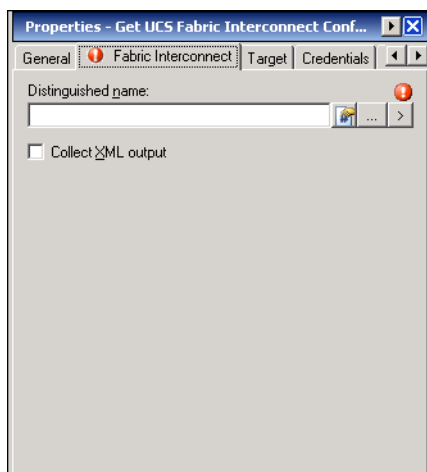 Properties - Get UCS Fabric Interconnect Conf...
General Fabric Interconnect Target Credentials
Distinguished name:
... >
Collect XML output